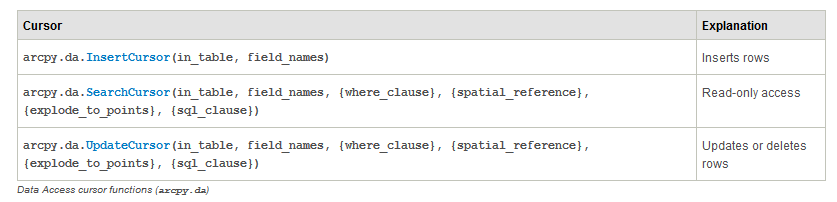 Cursor Explanation
arcpy.da.InsertCursor(in_table, field_names) Inserts rows
arcpy.da.SearchCursor(in_table, field_names, {where_clause}, {spatial_reference}, Read-only access
{explode_to_points}, {sql_clause})
arcpy.da.UpdateCursor(in_table, field_names, {where_clause}, {spatial_reference}, Updates or deletes
{explode_to_points}, {sql_clause}) rows
Data Access cursor functions (arcpy.da)